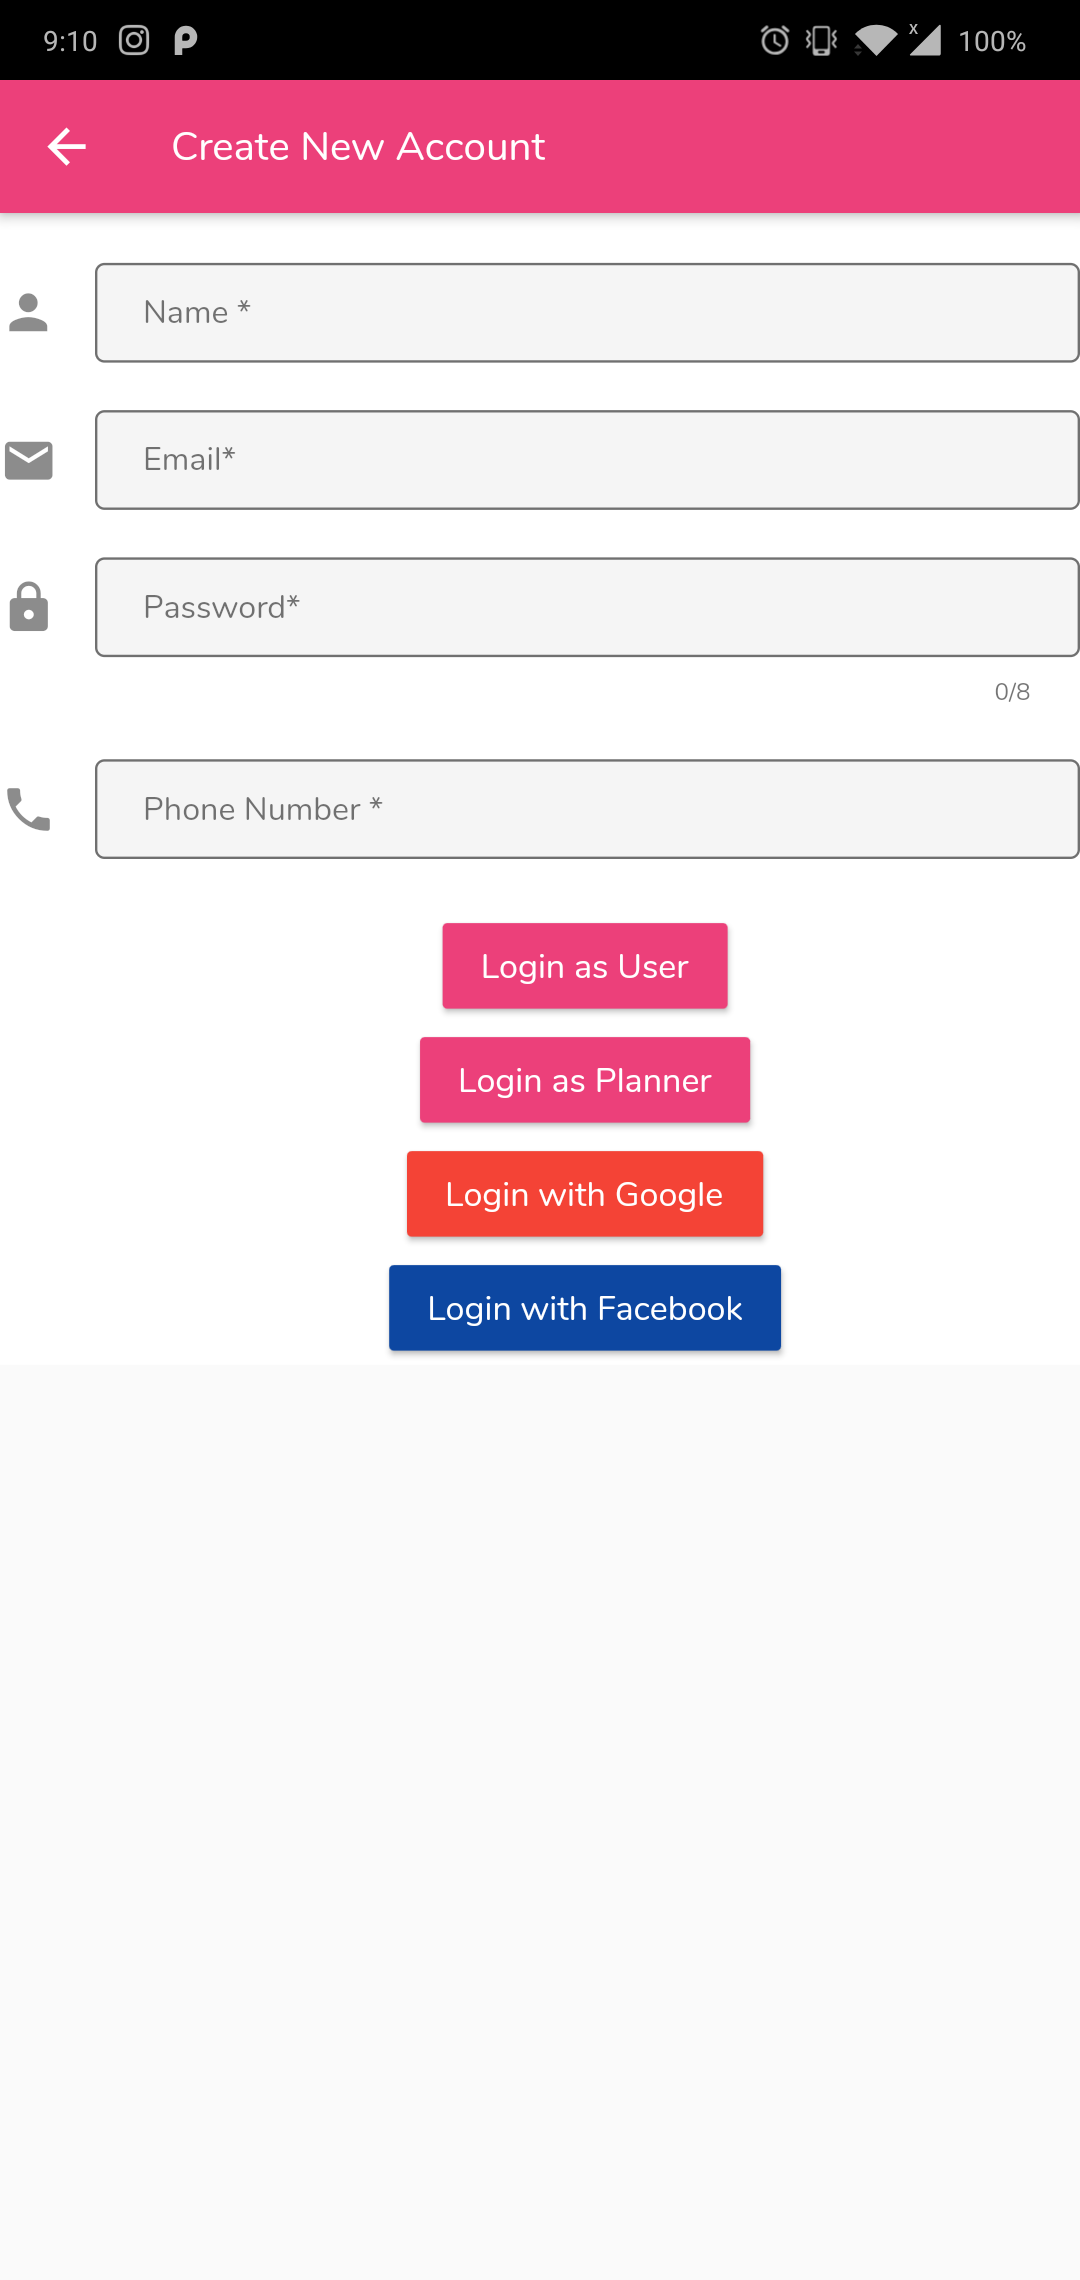 9:10 100%
Create New Account
Name *
Email*
Password*
0/8
Phone Number *
Login as User
Login as Planner
Login with Google
Login with Facebook